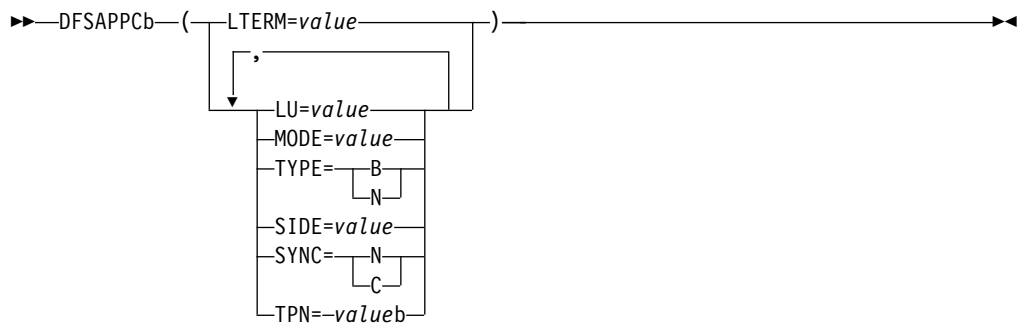 DFSAPPCb ( LTERM=value )
,
LU=value
MODE=value
TYPE= B
N
SIDE=value
SYNC= N
C
TPN= valueb